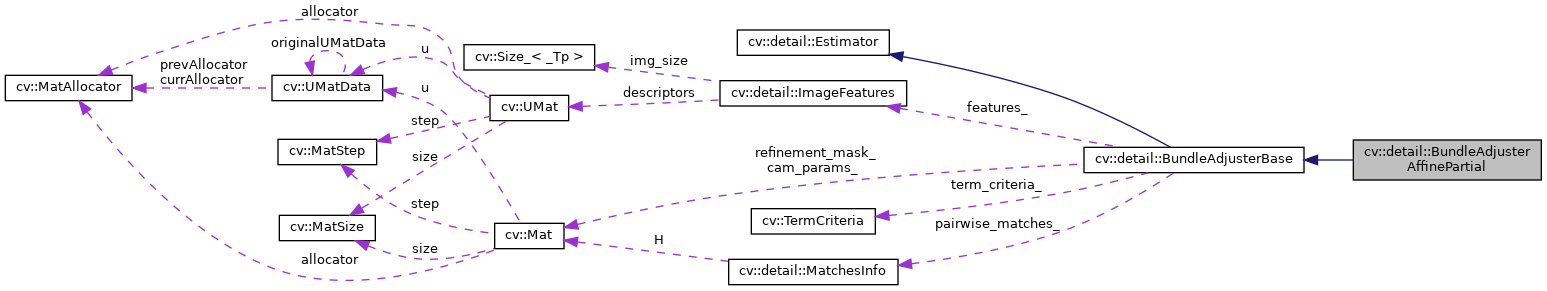 allocator
originalUMatData
u
cv::Size_< _Tp >
cv::detail::Estimator
img_size
prevAllocator
currAllocator
cv::MatAllocator
cv::UMatData
u
descriptors
cv::detail::ImageFeatures
cv::UMat
features_
step
cv::MatStep
size
refinement_mask_
cam_params_
cv::detail::BundleAdjusterBase
cv::detail::BundleAdjuster
AffinePartial
term_criteria_
step
cv::MatSize
cv::TermCriteria
pairwise_matches_
cv::Mat
H
size
allocator
cv::detail::MatchesInfo